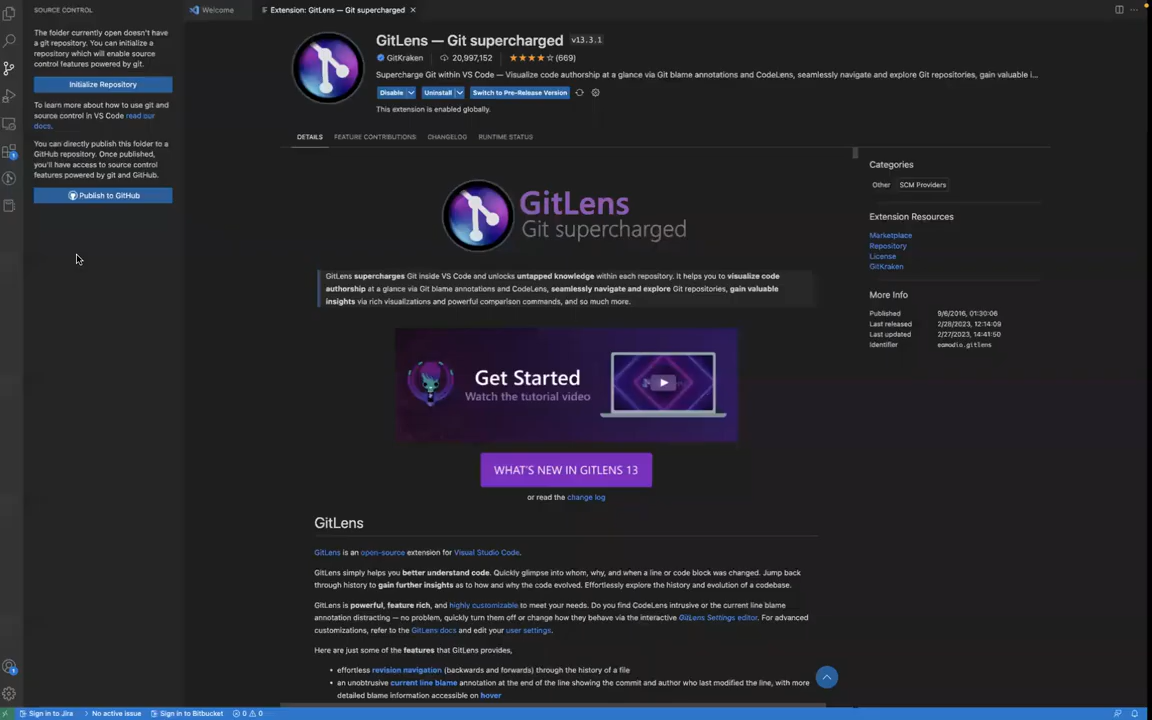 SOURCE CONTROL
The folder currently open doesn't have
a git repository. You can initialize a
repository which will enable source
control features powered by git.
Initialize Repository
To learn more about how to use git and
source control in VS Code read our
docs.
You can directly publish this folder to a
GitHub repository. Once published,
you'll have access to source control
features powered by git and GitHub.
Publish to GitHub
Welcome
Extension: GitLens — Git supercharged
GitLens — Git supercharged v13.3.1
GitKraken 20,997,152 (669)
Supercharge Git within VS Code — Visualize code authorship at a glance via Git blame annotations and CodeLens, seamlessly navigate and explore Git repositories, gain valuable i...
Disable Uninstall Switch to Pre-Release Version
This extension is enabled globally.
DETAILS FEATURE CONTRIBUTIONS CHANGELOG RUNTIME STATUS
GitLens
Git supercharged
GitLens supercharges Git inside VS Code and unlocks untapped knowledge within each repository. It helps you to visualize code
authorship at a glance via Git blame annotations and CodeLens, seamlessly navigate and explore Git repositories, gain valuable
insights via rich visualizations and powerful comparison commands, and so much more.
Get Started
Watch the tutorial video
WHAT'S NEW IN GITLENS 13
or read the change log
GitLens
GitLens is an open-source extension for Visual Studio Code.
GitLens simply helps you better understand code. Quickly glimpse into whom, why, and when a line or code block was changed. Jump back
through history to gain further insights as to how and why the code evolved. Effortlessly explore the history and evolution of a codebase.
GitLens is powerful, feature rich, and highly customizable to meet your needs. Do you find CodeLens intrusive or the current line blame
annotation distracting — no problem, quickly turn them off or change how they behave via the interactive GitLens Settings editor. For advanced
customizations, refer to the GitLens docs and edit your user settings.
Here are just some of the features that GitLens provides,
• effortless revision navigation (backwards and forwards) through the history of a file
• an unobtrusive current line blame annotation at the end of the line showing the commit and author who last modified the line, with more
detailed blame information accessible on hover
Categories
Other SCM Providers
Extension Resources
Marketplace
Repository
License
GitKraken
More Info
Published 9/6/2016, 01:30:06
Last released 2/28/2023, 12:14:09
Last updated 2/27/2023, 14:41:50
Identifier eamodio.gitlens
1
1
Sign in to Jira No active issue Sign in to Bitbucket 0 0